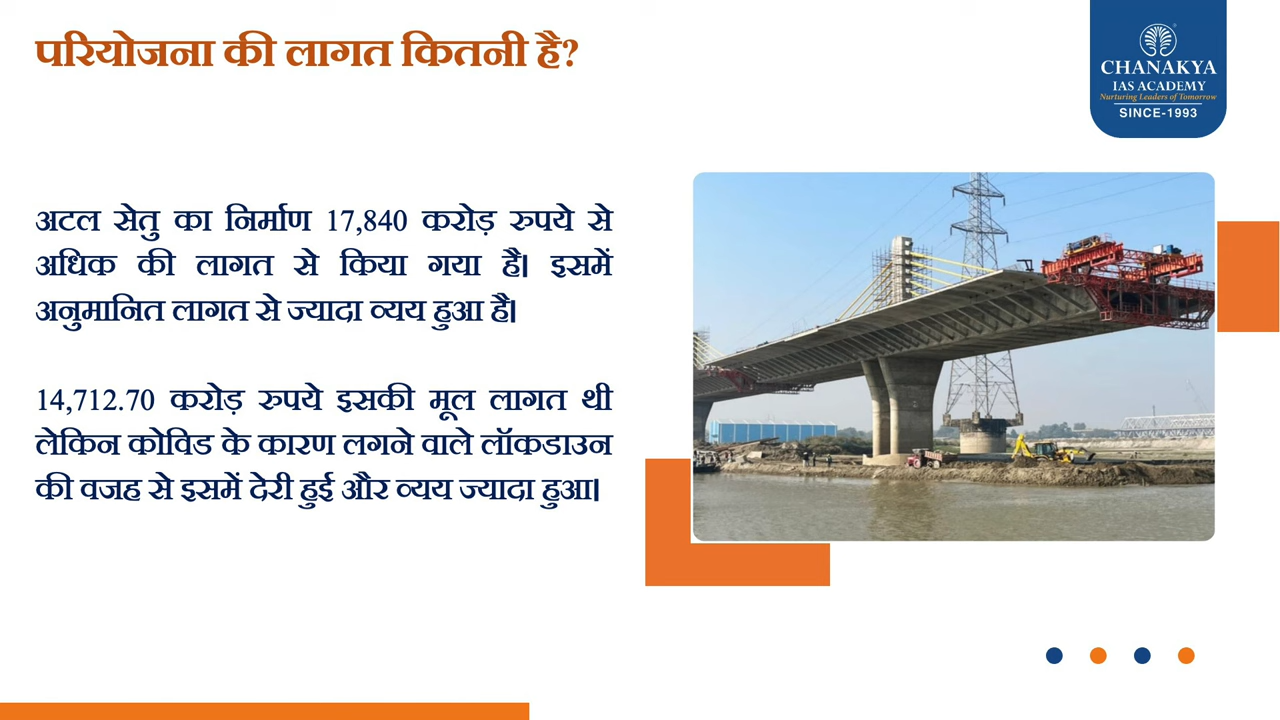 परियोजना की लागत कितनी है?
CHANAKYA
IAS ACADEMY
Nurturing Leaders of Tomorrow
SINCE-1993
अटल सेतु का निर्माण 17,840 करोड़ रुपये से
अधिक की लागत से किया गया है। इसमें
अनुमानित लागत से ज्यादा व्यय हुआ है।
14,712.70 करोड़ रुपये इसकी मूल लागत थी
लेकिन कोविड के कारण लगने वाले लॉकडाउन
की वजह से इसमें देरी हुई और व्यय ज्यादा हुआ।